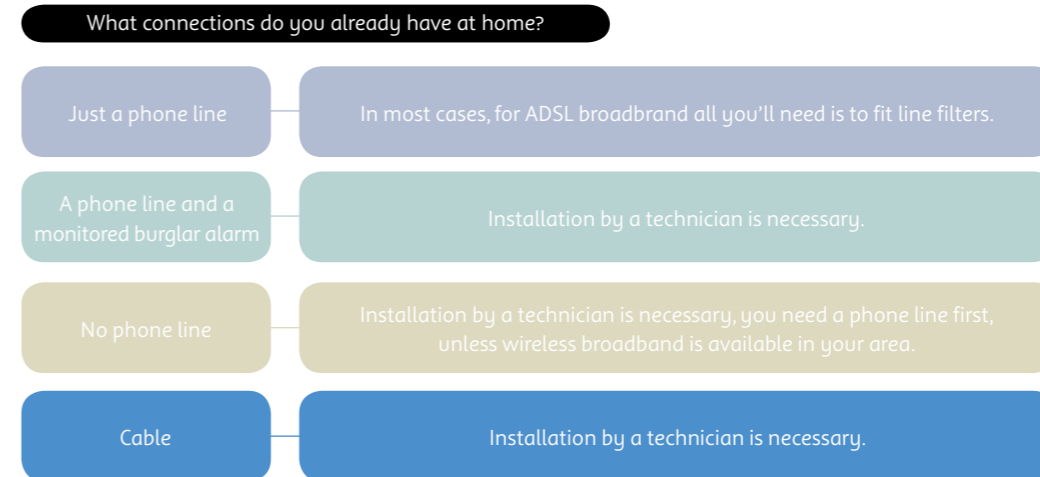 What connections do you already have at home?
Just a phone line
In most cases, for ADSL broadbrand all you'll need is to fit line filters.
A phone line and a
monitored burglar alarm
Installation by a technician is necessary.
No phone line
Installation by a technician is necessary, you need a phone line first,
unless wireless broadband is available in your area.
Cable
Installation by a technician is necessary.